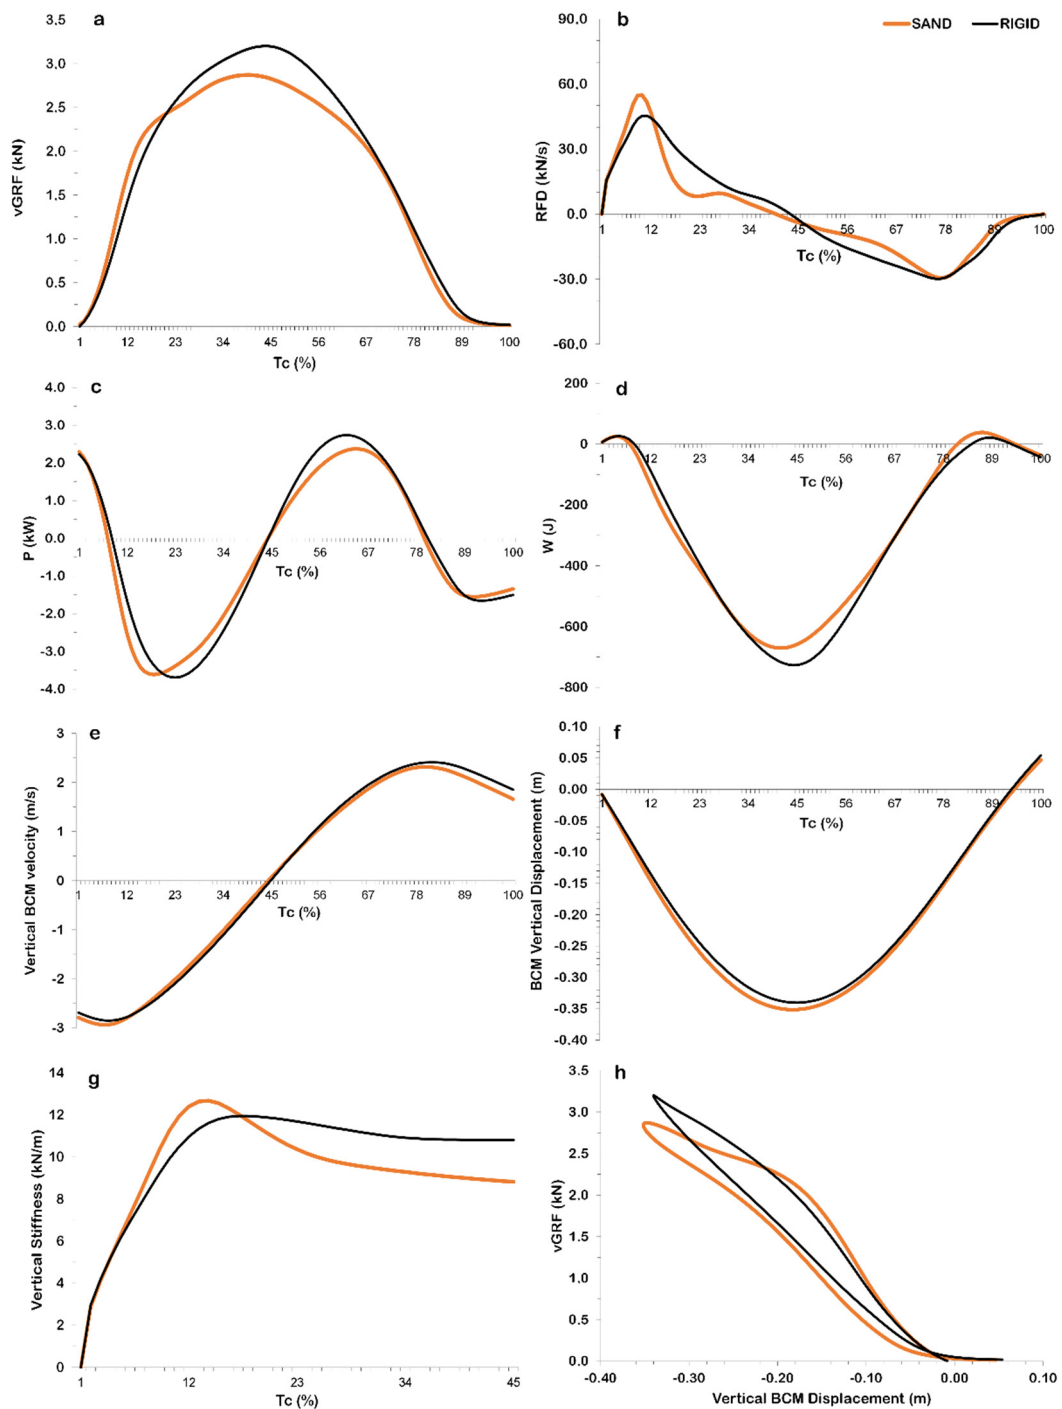 a
3,5
3.0
2.5
2.0
1.5
1.0
0.5
0.0
vGRF (kN)
1 12 23 34 45 56 67 78 89 100
Tc (%)
b
SAND RIGID
90.0
60.0
30.0
0.0
-30.0
-60.0
RFD (kN/s)
1 12 23 34 45 56 67 78 89 100
Tc (%)
c
4.0
3.0
2.0
1.0
0.0
-1.0
-2.0
-3.0
-4.0
P (kW)
1 12 23 34 45 56 67 78 89 100
Tc (%)
d
200
0
-200
-400
-600
-800
W (J)
1 12 23 34 45 56 67 78 89 100
Tc (%)
e
3
2
1
0
-1
-2
-3
Vertical BCM velocity (m/s)
1 12 23 34 45 56 67 78 89 100
Tc (%)
f
0.10
0.05
0.00
-0.05
-0.10
-0.15
-0.20
-0.25
-0.30
-0.35
-0.40
BCM Vertical Displacement (m)
1 12 23 34 45 56 67 78 89 100
Tc (%)
g
14
12
10
8
6
4
2
0
Vertical Stiffness (kN/m)
1 12 23 34 45
Tc (%)
h
3.5
3.0
2.5
2.0
1.5
1.0
0.5
0.0
vGRF (kN)
-0.40 -0.30 -0.20 -0.10 0.00 0.10
Vertical BCM Displacement (m)